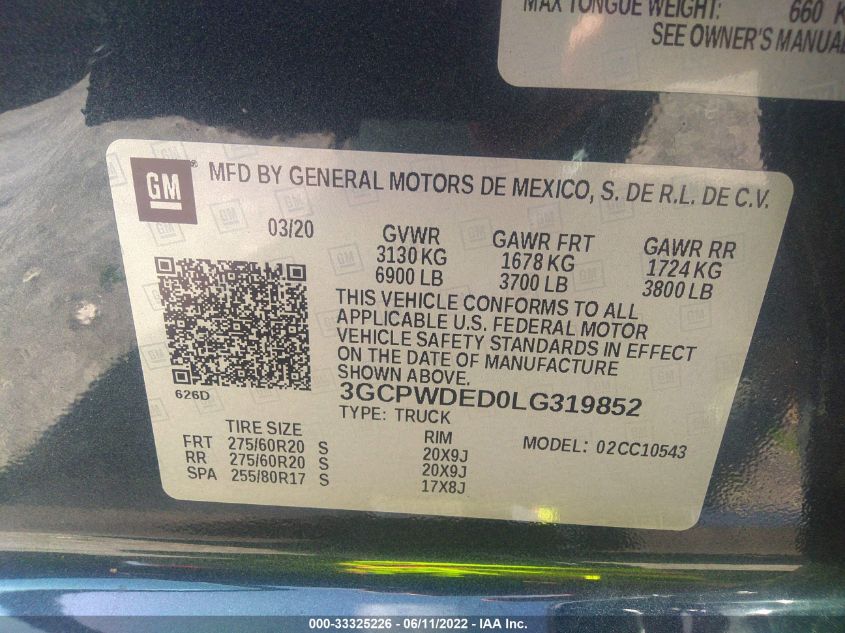 MAX TONGUE WEIGHT: 660 K
SEE OWNER'S MANUAL
GM ® MFD BY GENERAL MOTORS DE MEXICO, S. DE R.L. DE C.V.
03/20 GVWR GAWR FRT GAWR RR
3130 KG 1678 KG 1724 KG
6900 LB 3700 LB 3800 LB
THIS VEHICLE CONFORMS TO ALL
APPLICABLE U.S. FEDERAL MOTOR
VEHICLE SAFETY STANDARDS IN EFFECT
ON THE DATE OF MANUFACTURE
SHOWN ABOVE.
626D 3GCPWDED0LG319852
TYPE: TRUCK
TIRE SIZE RIM MODEL: 02CC10543
FRT 275/60R20 S 20X9J
RR 275/60R20 S 20X9J
SPA 255/80R17 S 17X8J
000-33325226 - 06/11/2022 - IAA Inc.